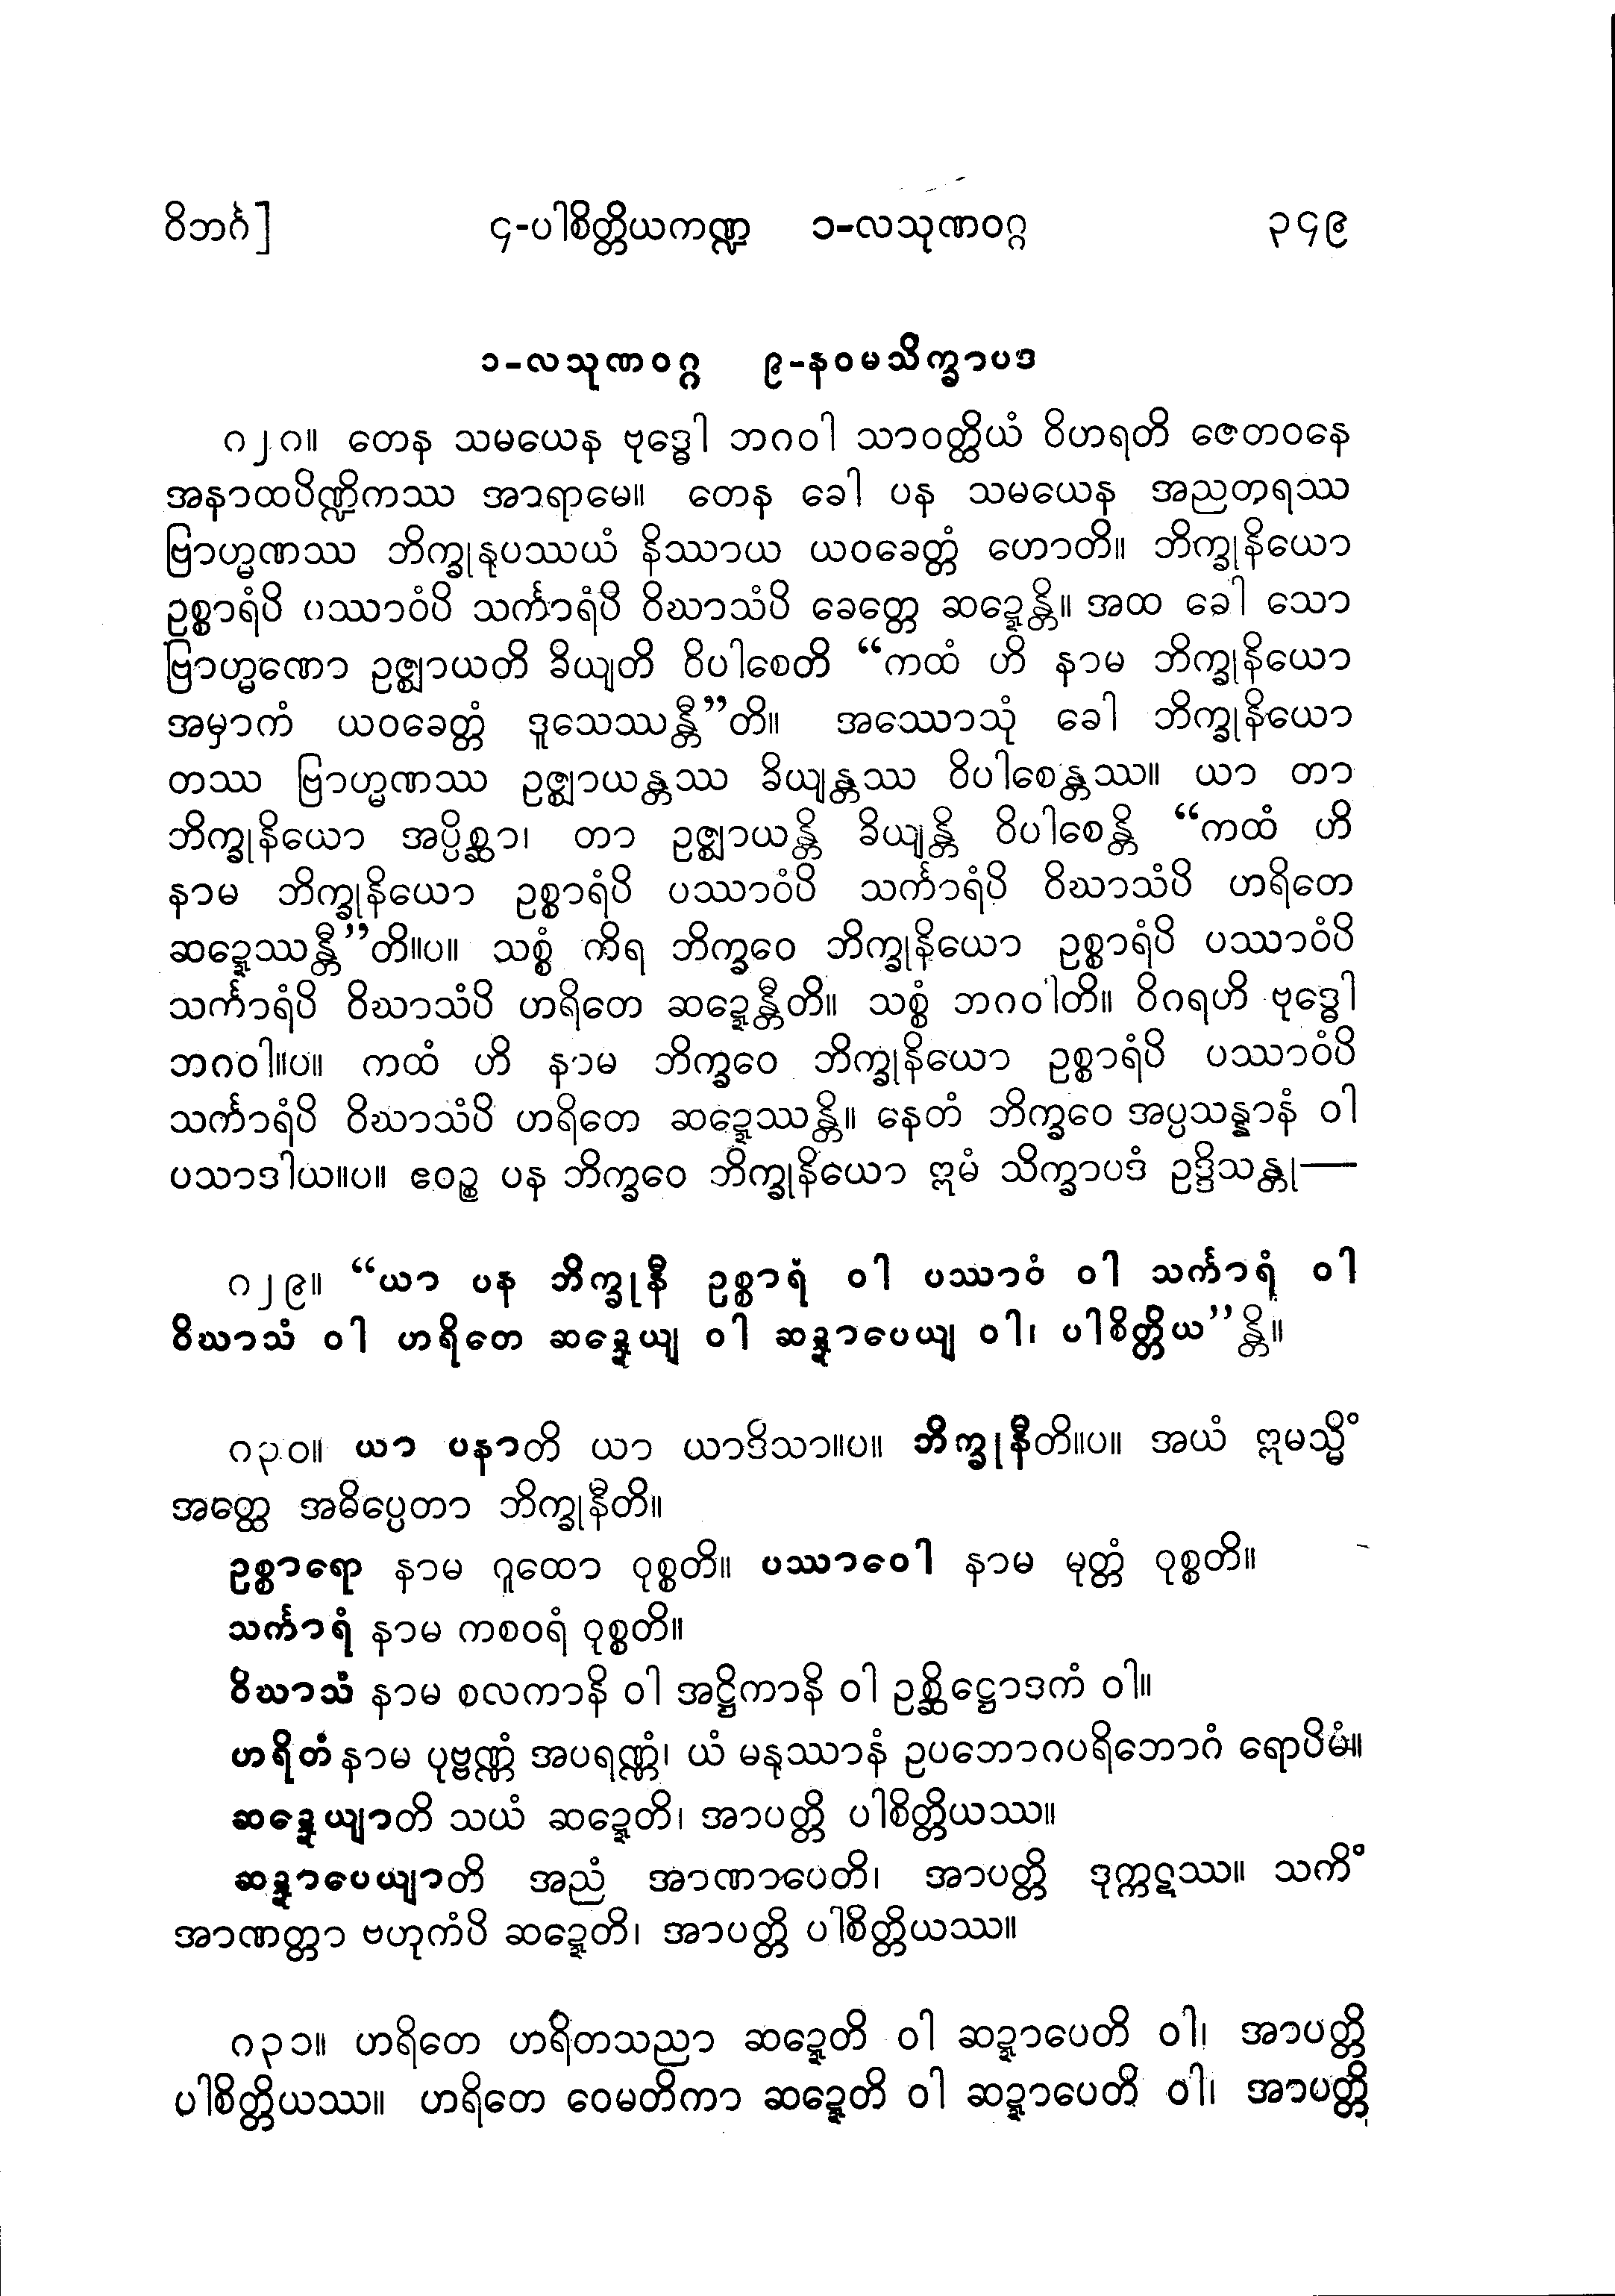 ဝိဘင်္ဂ] ၄-ပါစိတ္တိယကဏ္ဍ ၁-လသုဏဝဂ္ဂ ၃၄၉
၁-လသုဏဝဂ္ဂ ၉-နဝမသိက္ခာပဒ
ဂ၂ဂ။ တေန သမယေန ဗုဒ္ဓေါ ဘဂဝါ သာဝတ္ထိယံ ဝိဟရတိ ဇေတဝနေ
အနာထပိဏ္ဍိကဿ အာရာမေ။ တေန ခေါ ပန သမယေန အညတရဿ
ဗြာဟ္မဏဿ ဘိက္ခုနူပဿယံ နိဿာယ ယဝခေတ္တံ ဟောတိ။ ဘိက္ခုနိယော
ဥစ္စာရံပိ ပဿာဝံပိ သင်္ကာရံပိ ဝိဃာသံပိ ခေတ္တေ ဆဍ္ဍေန္တိ။ အထ ခေါ သော
ဗြာဟ္မဏော ဥဇ္ဈာယတိ ခိယျတိ ဝိပါစေတိ “ကထံ ဟိ နာမ ဘိက္ခုနိယော
အမှာကံ ယဝခေတ္တံ ဒူသေဿန္တီ”တိ။ အဿောသုံ ခေါ ဘိက္ခုနိယော
တဿ ဗြာဟ္မဏဿ ဥဇ္ဈာယန္တဿ ခိယျန္တဿ ဝိပါစေန္တဿ။ ယာ တာ
ဘိက္ခုနိယော အပ္ပိစ္ဆာ၊ တာ ဥဇ္ဈာယန္တိ ခိယျန္တိ ဝိပါစေန္တိ “ကထံ ဟိ
နာမ ဘိက္ခုနိယော ဥစ္စာရံပိ ပဿာဝံပိ သင်္ကာရံပိ ဝိဃာသံပိ ဟရိတေ
ဆဍ္ဍေဿန္တီ”တိ။ပ။ သစ္စံ ကိရ ဘိက္ခဝေ ဘိက္ခုနိယော ဥစ္စာရံပိ ပဿာဝံပိ
သင်္ကာရံပိ ဝိဃာသံပိ ဟရိတေ ဆဍ္ဍေန္တီတိ။ သစ္စံ ဘဂဝါတိ။ ဝိဂရဟိ ဗုဒ္ဓေါ
ဘဂဝါ။ပ။ ကထံ ဟိ နာမ ဘိက္ခဝေ ဘိက္ခုနိယော ဥစ္စာရံပိ ပဿာဝံပိ
သင်္ကာရံပိ ဝိဃာသံပိ ဟရိတေ ဆဍ္ဍေဿန္တိ။ နေတံ ဘိက္ခဝေ အပ္ပသန္နာနံ ဝါ
ပသာဒါယ။ပ။ ဧဝဉ္စ ပန ဘိက္ခဝေ ဘိက္ခုနိယော ဣမံ သိက္ခာပဒံ ဥဒ္ဒိသန္တု—
ဂ၂၉။ “ယာ ပန ဘိက္ခုနီ ဥစ္စာရံ ဝါ ပဿာဝံ ဝါ သင်္ကာရံ ဝါ
ဝိဃာသံ ဝါ ဟရိတေ ဆဍ္ဍေယျ ဝါ ဆဍ္ဍာပေယျ ဝါ၊ ပါစိတ္တိယ”န္တိ။
ဂ၃၀။ ယာ ပနာတိ ယာ ယာဒိသာ။ပ။ ဘိက္ခုနီတိ။ပ။ အယံ ဣမသ္မိံ
အတ္ထေ အဓိပ္ပေတာ ဘိက္ခုနီတိ။
ဥစ္စာရော နာမ ဂူထော ဝုစ္စတိ။ ပဿာဝေါ နာမ မုတ္တံ ဝုစ္စတိ။
သင်္ကာရံ နာမ ကစဝရံ ဝုစ္စတိ။
ဝိဃာသံ နာမ စလကာနိ ဝါ အဋ္ဌိကာနိ ဝါ ဥစ္ဆိဋ္ဌောဒကံ ဝါ။
ဟရိတံ နာမ ပုဗ္ဗဏ္ဏံ အပရဏ္ဏံ၊ ယံ မနုဿာနံ ဥပဘောဂပရိဘောဂံ ရောပိမံ။
ဆဍ္ဍေယျာတိ သယံ ဆဍ္ဍေတိ၊ အာပတ္တိ ပါစိတ္တိယဿ။
ဆဍ္ဍာပေယျာတိ အညံ အာဏာပေတိ၊ အာပတ္တိ ဒုက္ကဋဿ။ သကိံ
အာဏတ္တာ ဗဟုကံပိ ဆဍ္ဍေတိ၊ အာပတ္တိ ပါစိတ္တိယဿ။
ဂ၃၁။ ဟရိတေ ဟရိတသညာ ဆဍ္ဍေတိ ဝါ ဆဍ္ဍာပေတိ ဝါ၊ အာပတ္တိ
ပါစိတ္တိယဿ။ ဟရိတေ ဝေမတိကာ ဆဍ္ဍေတိ ဝါ ဆဍ္ဍာပေတိ ဝါ၊ အာပတ္တိ